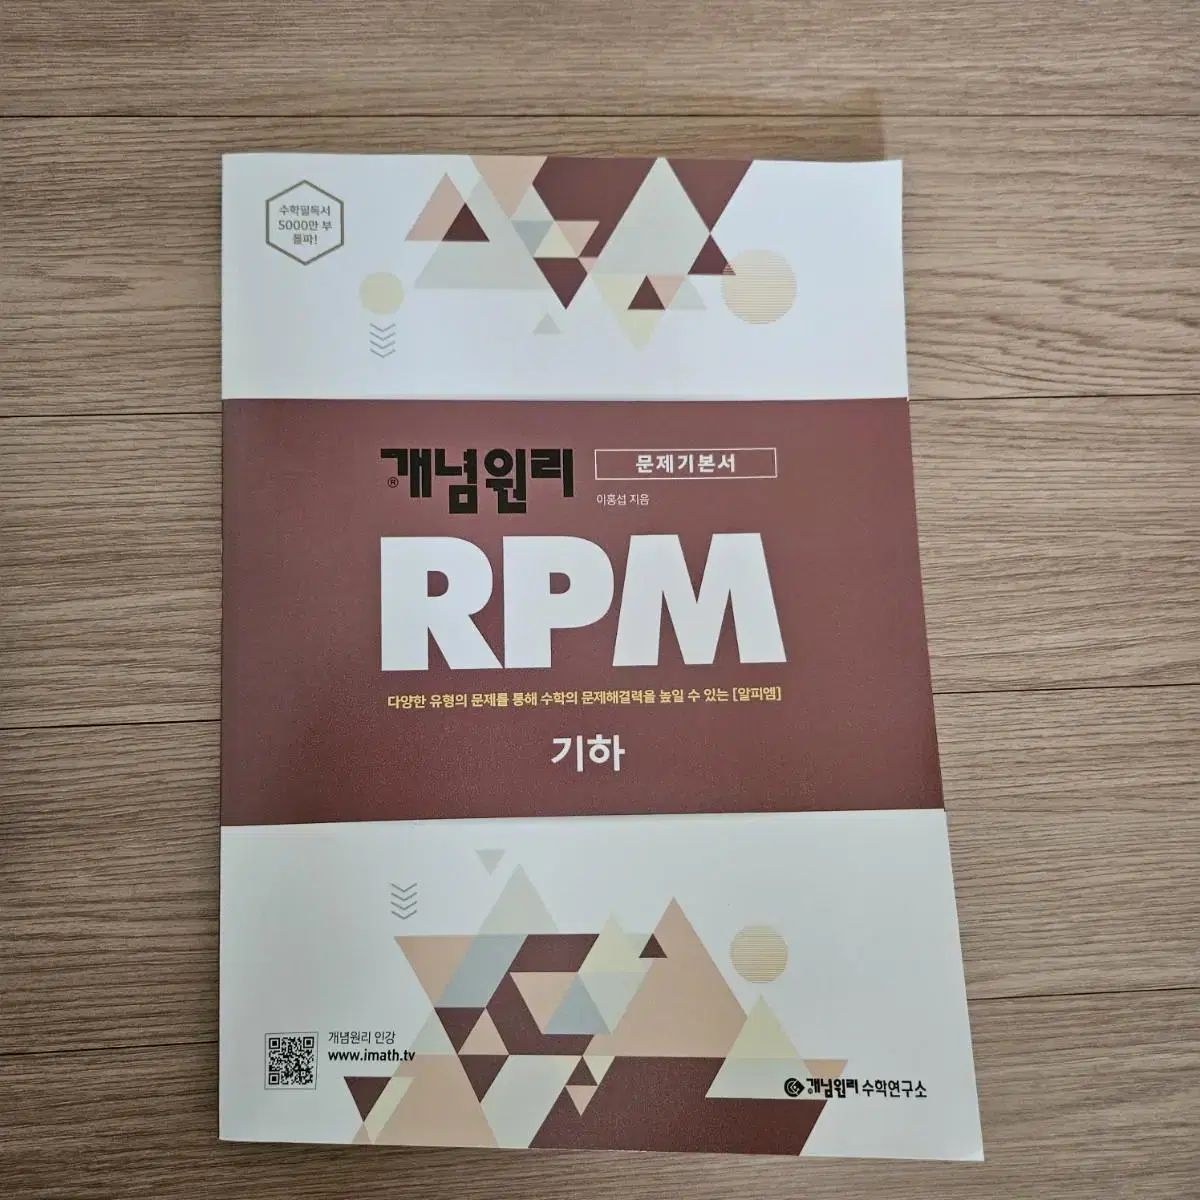 수학필독서
5000만 부
돌파!
개념원리
®
문제기본서
이홍섭 지음
RPM
다양한 유형의 문제를 통해 수학의 문제해결력을 높일 수 있는 [알피엠]
기하
개념원리 인강
www.imath.tv
개념원리 수학연구소